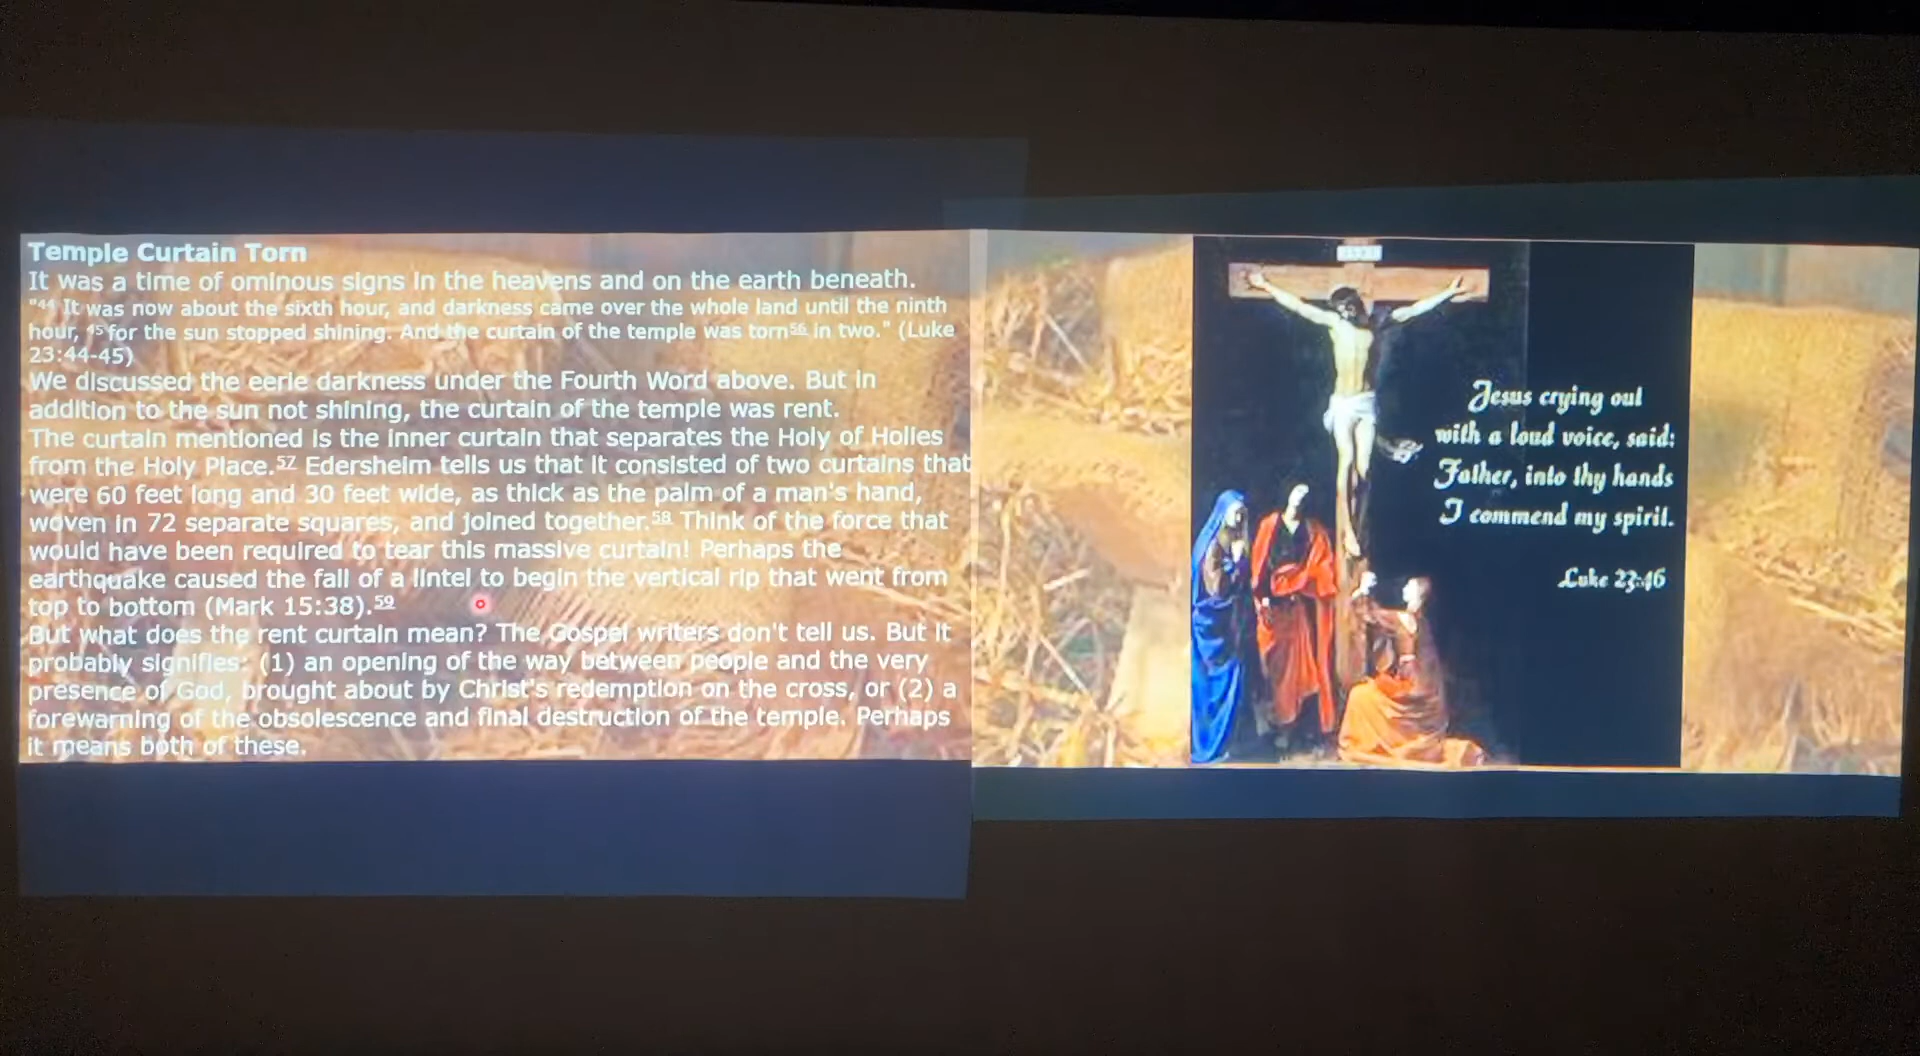 Temple Curtain Torn
It was a time of ominous signs in the heavens and on the earth beneath.
"44 It was now about the sixth hour, and darkness came over the whole land until the ninth
hour, 45 for the sun stopped shining. And the curtain of the temple was torn56 in two." (Luke
23:44-45)
We discussed the eerie darkness under the Fourth Word above. But in
addition to the sun not shining, the curtain of the temple was rent.
The curtain mentioned is the inner curtain that separates the Holy of Holies
from the Holy Place.57 Edersheim tells us that it consisted of two curtains that
were 60 feet long and 30 feet wide, as thick as the palm of a man's hand,
woven in 72 separate squares, and joined together.58 Think of the force that
would have been required to tear this massive curtain! Perhaps the
earthquake caused the fall of a lintel to begin the vertical rip that went from
top to bottom (Mark 15:38).59
But what does the rent curtain mean? The Gospel writers don't tell us. But it
probably signifies: (1) an opening of the way between people and the very
presence of God, brought about by Christ's redemption on the cross, or (2) a
forewarning of the obsolescence and final destruction of the temple. Perhaps
it means both of these.
Jesus crying out
with a loud voice, said:
Father, into thy hands
I commend my spirit.
Luke 23:46